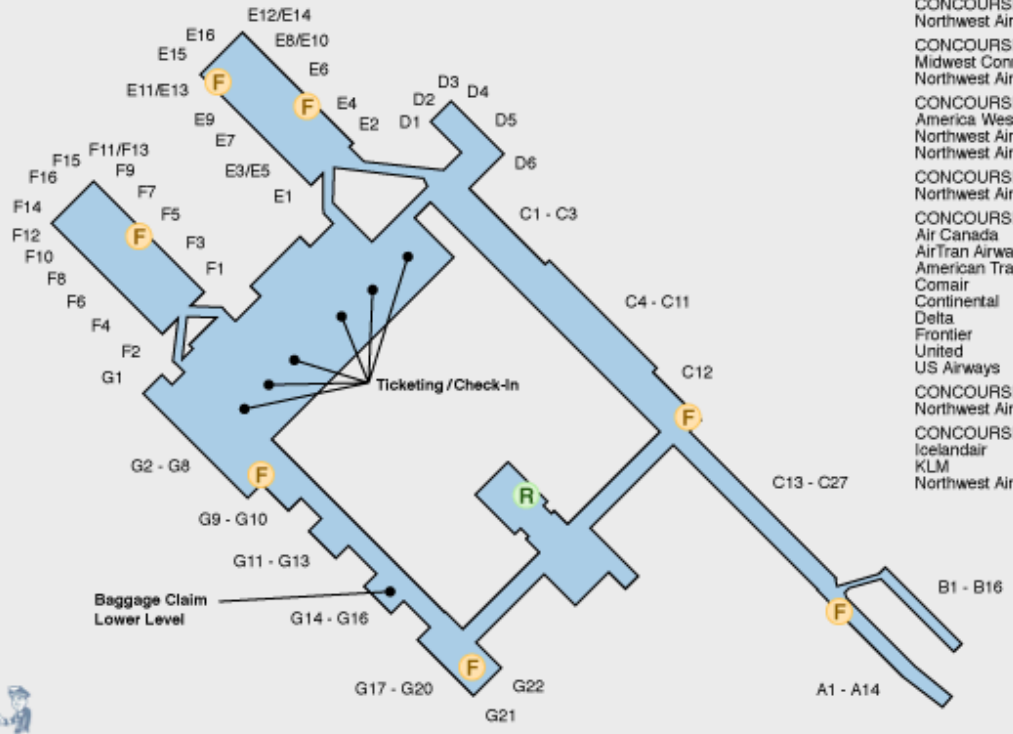 CONCOURS
Northwest Air
CONCOURS
Midwest Con
Northwest Air
CONCOURS
America Wes
Northwest Air
Northwest Air
CONCOURS
Northwest Air
CONCOURS
Air Canada
AirTran Airwa
American Tra
Comair
Continental
Delta
Frontier
United
US Airways
CONCOURS
Northwest Air
CONCOURS
Icelandair
KLM
Northwest Air
E12/E14
E16
E8/E10
E15
E6
F
E11/E13
F
E4
E9
E2
E7
E3/E5
E1
D3
D2
D4
D1
D5
D6
F11/F13
F15
F9
F16
F7
F14
F5
F
F12
F3
F10
F1
F8
F6
F4
F2
G1
C1 - C3
C4 - C11
C12
F
Ticketing / Check-In
G2 - G8
F
R
C13 - C27
G9 - G10
G11 - G13
Baggage Claim
Lower Level
G14 - G16
B1 - B16
F
F
G17 - G20
G22
A1 - A14
G21